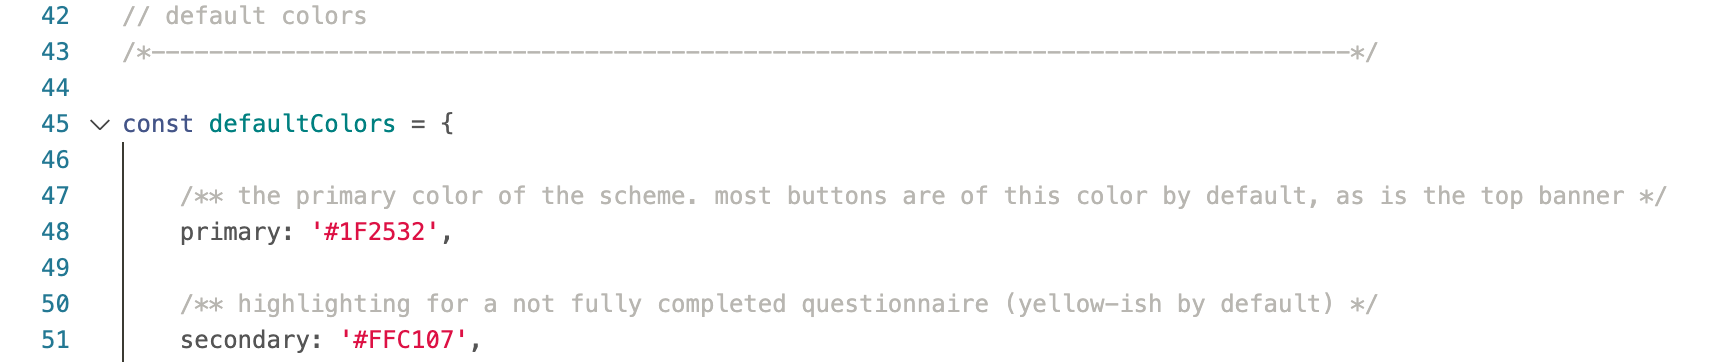 42 // default colors
43 /*-----------------------------------------------------------------------------------*/
44
45 const defaultColors = {
46
47 /** the primary color of the scheme. most buttons are of this color by default, as is the top banner */
48 primary: '#1F2532',
49
50 /** highlighting for a not fully completed questionnaire (yellow-ish by default) */
51 secondary: '#FFC107',